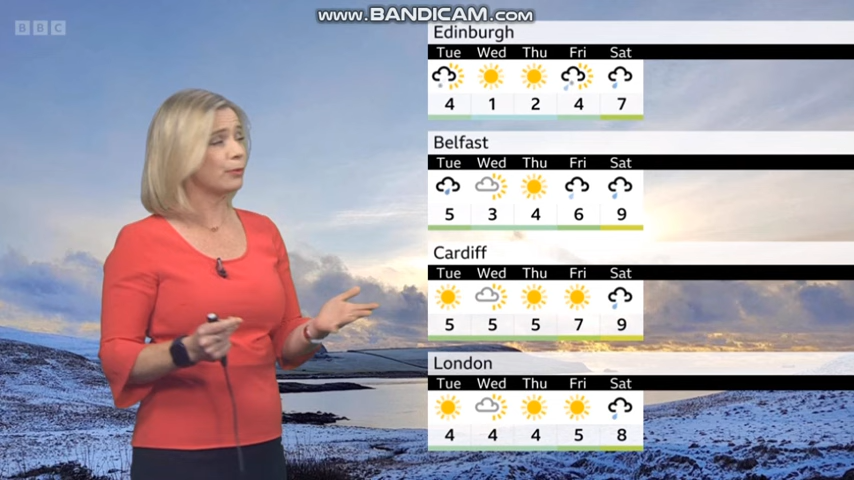 www.BANDICAM.com
BBC
Edinburgh
Tue Wed Thu Fri Sat
4 1 2 4 7
Belfast
Tue Wed Thu Fri Sat
5 3 4 6 9
Cardiff
Tue Wed Thu Fri Sat
5 5 5 7 9
London
Tue Wed Thu Fri Sat
4 4 4 5 8